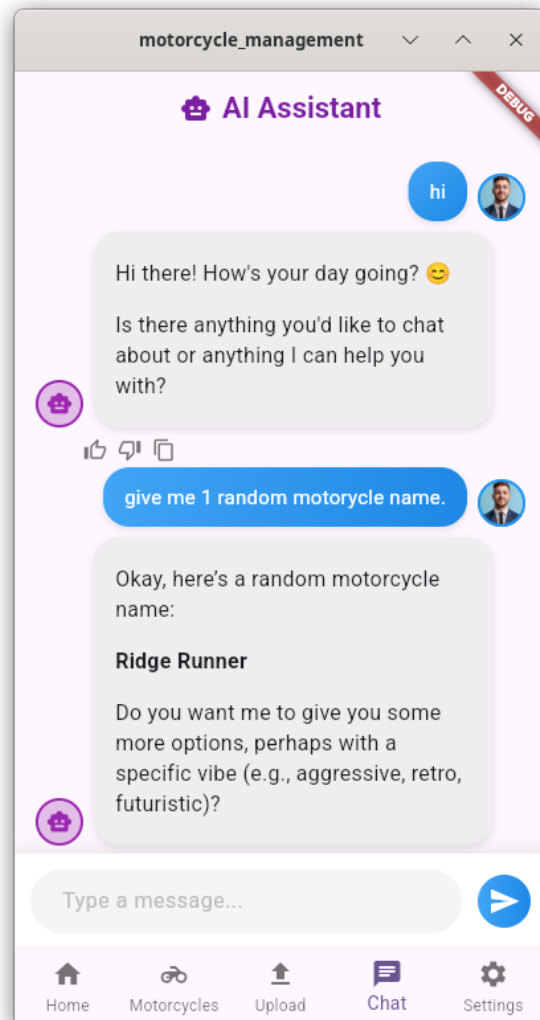 motorcycle_management
DEBUG
AI Assistant
hi
Hi there! How's your day going? 😊
Is there anything you'd like to chat
about or anything I can help you
with?
give me 1 random motorycle name.
Okay, here’s a random motorcycle
name:
Ridge Runner
Do you want me to give you some
more options, perhaps with a
specific vibe (e.g., aggressive, retro,
futuristic)?
Type a message...
Home
Motorcycles
Upload
Chat
Settings